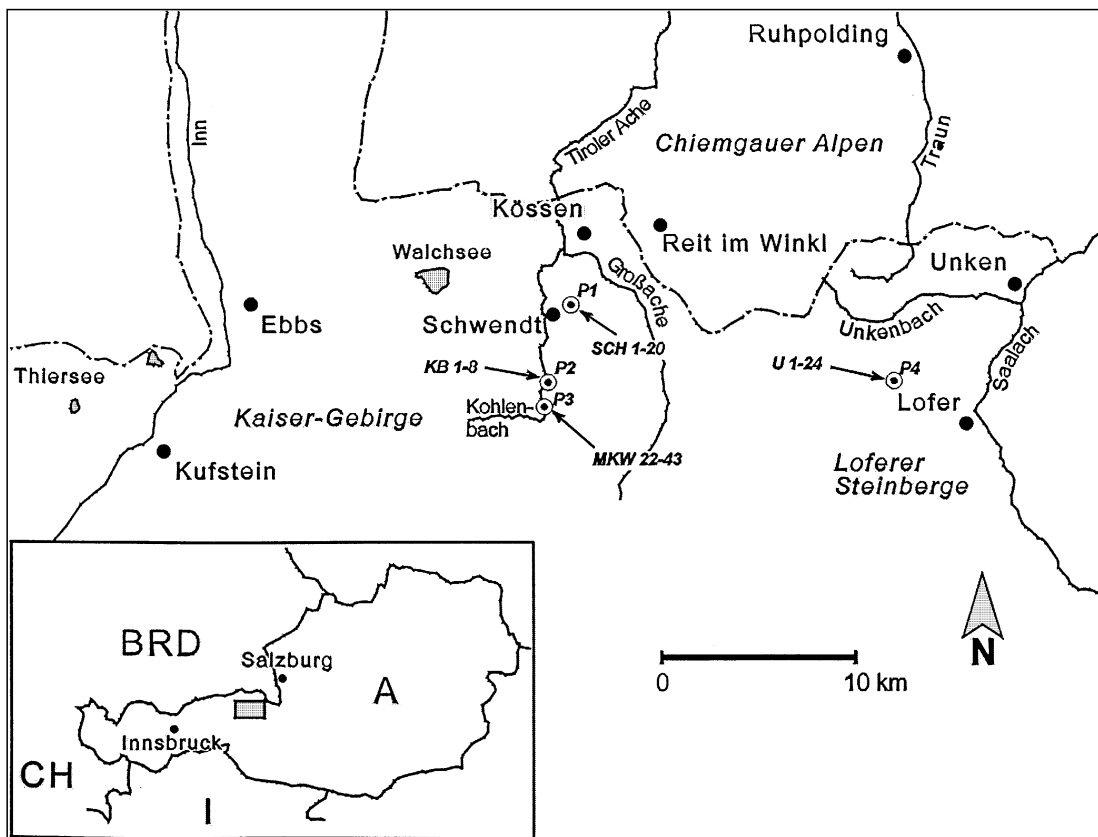 Ruhpolding
Inn
Tiroler Ache
Chiemgauer Alpen
Traun
Kössen
Reit im Winkl
Walchsee
Großache
Unken
Ebbs
P1
Schwendt
Unkenbach
SCH 1-20
Saalach
Thiersee
KB 1-8
P2
U 1-24
P4
P3
Lofer
Kaiser-Gebirge
Kohlen-
bach
MKW 22-43
Kufstein
Loferer
Steinberge
BRD
Salzburg
A
N
0
10 km
Innsbruck
CH
I